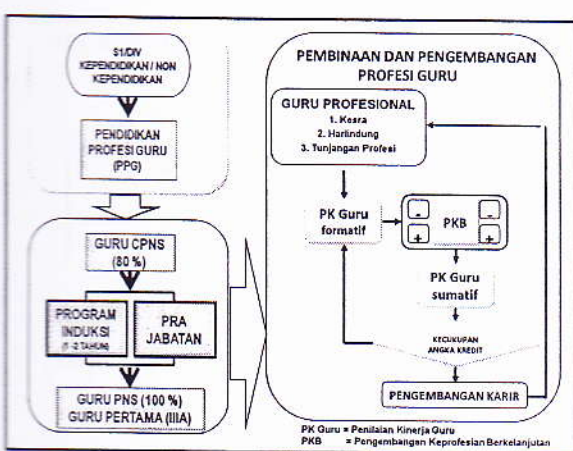 S1/DIV
KEPENDIDIKAN / NON
KEPENDIDIKAN
PENDIDIKAN
PROFESI GURU
(PPG)
GURU CPNS
(80 %)
PROGRAM
INDUKSI
(1 -2 TAHUN)
PRA
JABATAN
GURU PNS (100 %)
GURU PERTAMA (IIIA)
PEMBINAAN DAN PENGEMBANGAN
PROFESI GURU
GURU PROFESIONAL
1. Kesra
2. Harlindung
3. Tunjangan Profesi
PK Guru
formatif
- -
PKB
+ +
PK Guru
sumatif
KECUKUPAN
ANGKA KREDIT
PENGEMBANGAN KARIR
PK Guru = Penilaian Kinerja Guru
PKB = Pengembangan Keprofesian Berkelanjutan